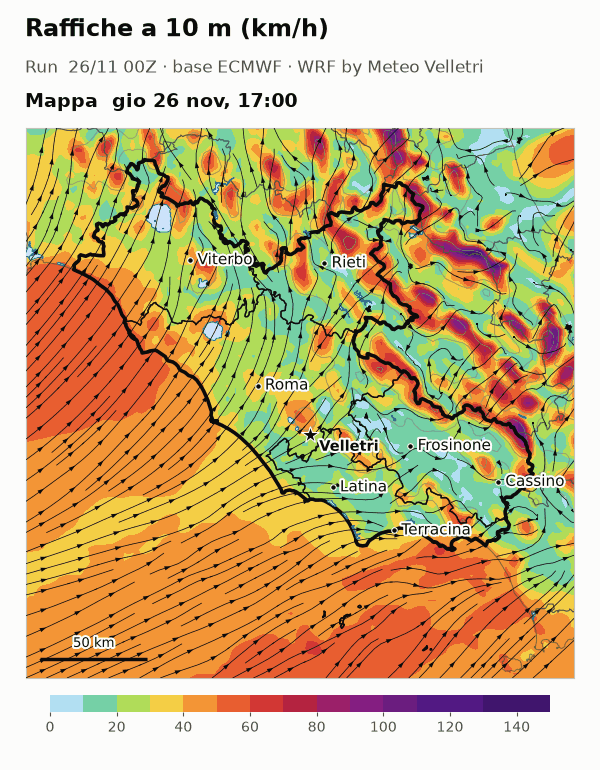 Raffiche a 10 m (km/h)
Run  26/11 00Z · base ECMWF · WRF by Meteo Velletri
Mappa  gio 26 nov, 17:00
Viterbo
Rieti
Roma
Velletri
Frosinone
Latina
Cassino
Terracina
50 km
0 20 40 60 80 100 120 140